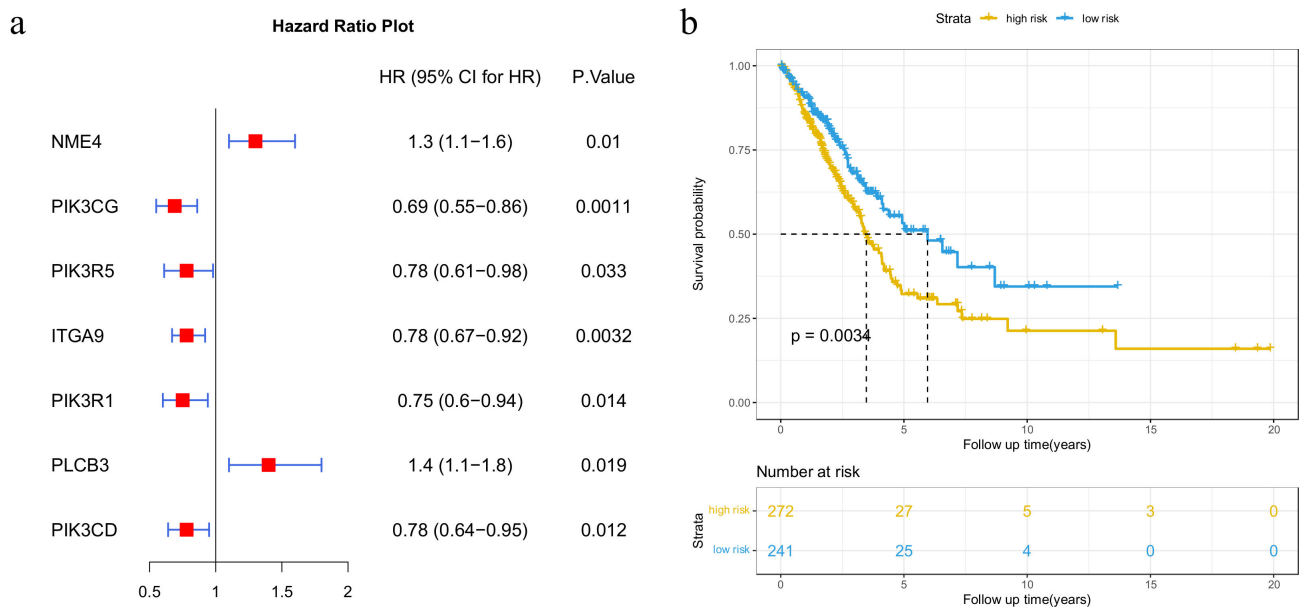 a
Hazard Ratio Plot
HR (95% CI for HR) P.Value
NME4 1.3 (1.1−1.6) 0.01
PIK3CG 0.69 (0.55−0.86) 0.0011
PIK3R5 0.78 (0.61−0.98) 0.033
ITGA9 0.78 (0.67−0.92) 0.0032
PIK3R1 0.75 (0.6−0.94) 0.014
PLCB3 1.4 (1.1−1.8) 0.019
PIK3CD 0.78 (0.64−0.95) 0.012
0.5 1 1.5 2
b
Strata high risk low risk
Survival probability
1.00
0.75
0.50
0.25
0.00
p = 0.0034
0 5 10 15 20
Follow up time(years)
Number at risk
Strata
high risk 272 27 5 3 0
low risk 241 25 4 0 0
0 5 10 15 20
Follow up time(years)